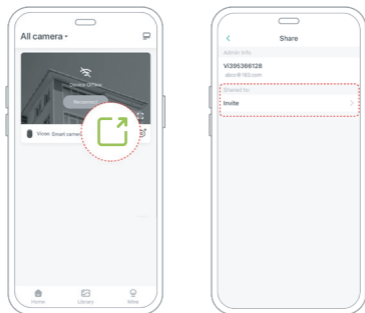 All camera
Device Offline
Reconnect
Smart camera
Home
Library
Mine
Share
Admin Info
Vi395366128
Shared to:
Invite